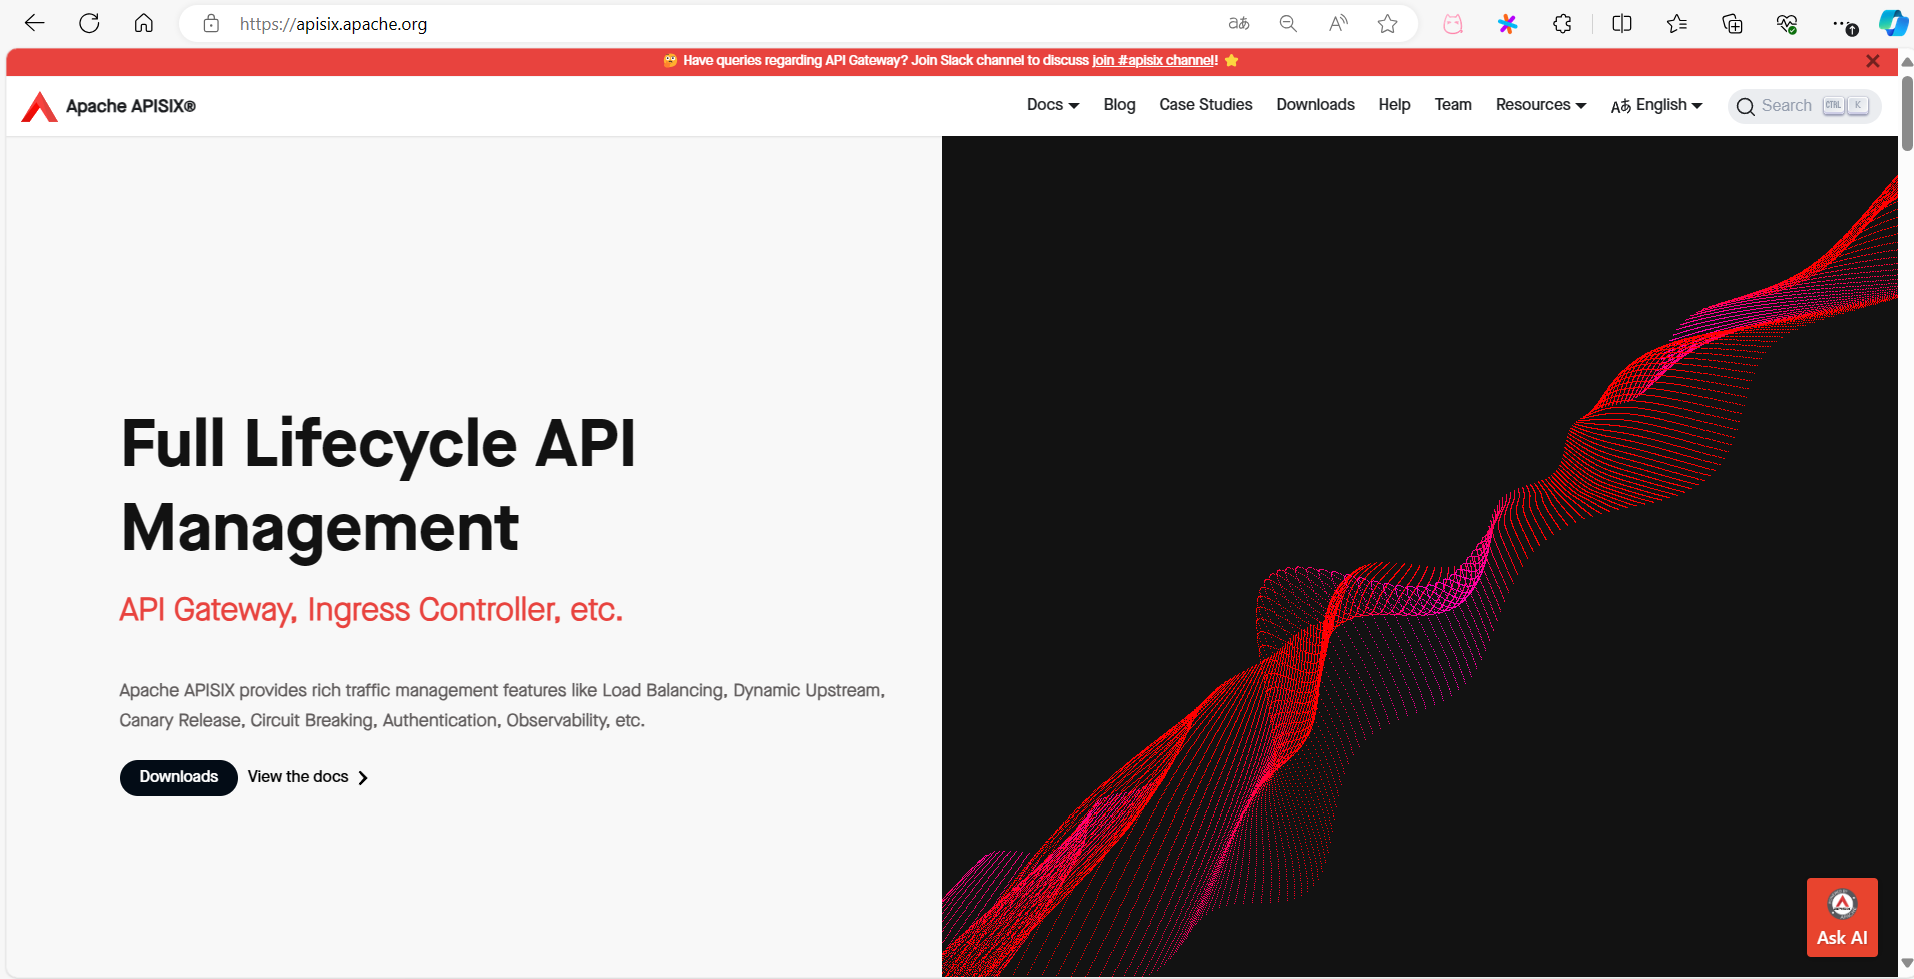 https://apisix.apache.org
🤔 Have queries regarding API Gateway? Join Slack channel to discuss join #apisix channel! ⭐
Apache APISIX®
Docs Blog Case Studies Downloads Help Team Resources English Search CTRL K
Full Lifecycle API
Management
API Gateway, Ingress Controller, etc.
Apache APISIX provides rich traffic management features like Load Balancing, Dynamic Upstream,
Canary Release, Circuit Breaking, Authentication, Observability, etc.
Downloads View the docs
Ask AI